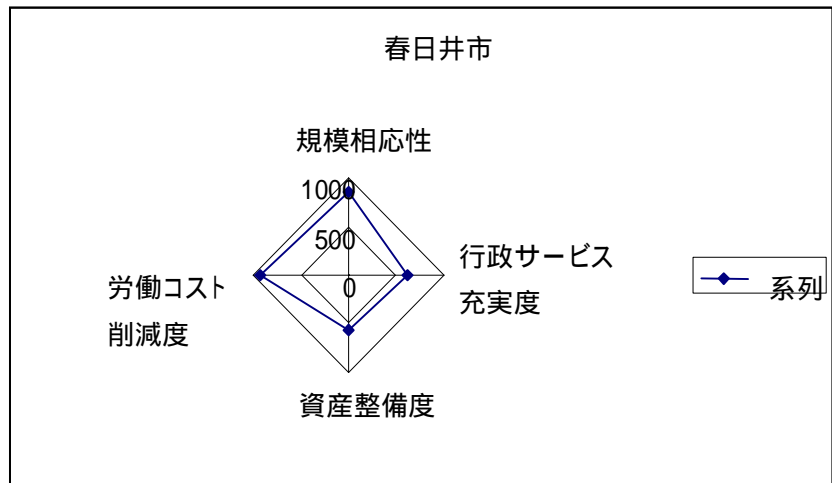 春日井市
規模相応性
1000
500
0
行政サービス
充実度
労働コスト
削減度
資産整備度
系列